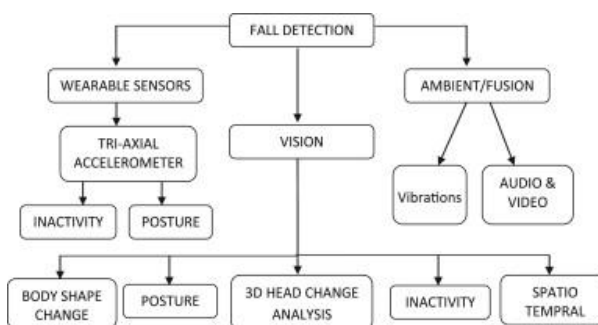 FALL DETECTION
WEARABLE SENSORS
AMBIENT/FUSION
TRI-AXIAL
ACCELEROMETER
VISION
Vibrations
AUDIO &
VIDEO
INACTIVITY
POSTURE
BODY SHAPE
CHANGE
POSTURE
3D HEAD CHANGE
ANALYSIS
INACTIVITY
SPATIO
TEMPRAL